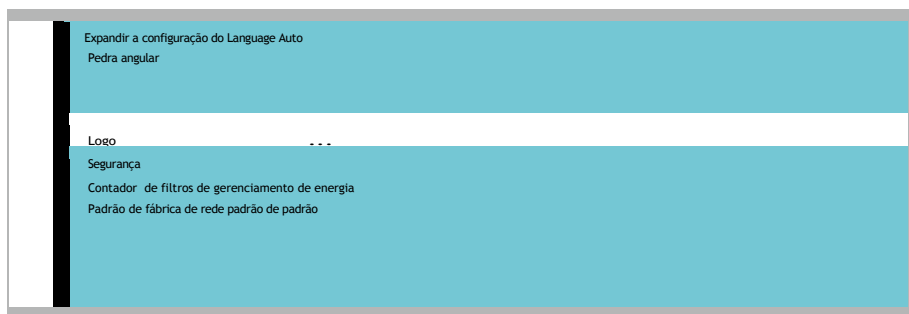 Expandir a configuração do Language Auto
Pedra angular
Logo ...
Segurança
Contador de filtros de gerenciamento de energia
Padrão de fábrica de rede padrão de padrão